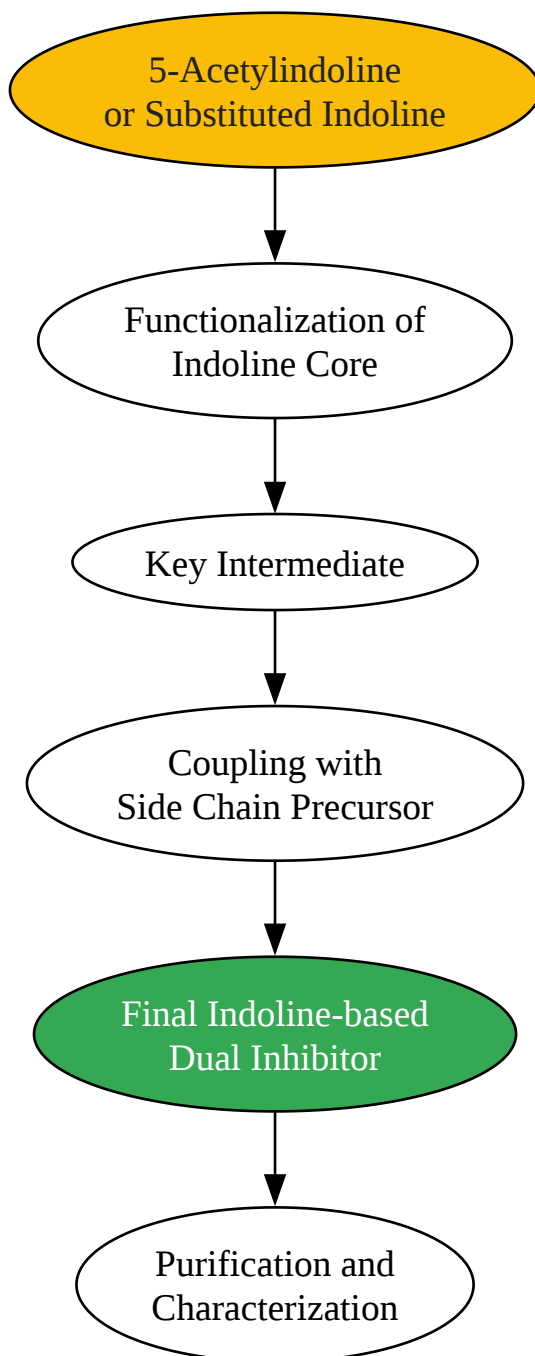 5-Acetylindoline
or Substituted Indoline
Functionalization of
Indoline Core
Key Intermediate
Coupling with
Side Chain Precursor
Final Indoline-based
Dual Inhibitor
Purification and
Characterization